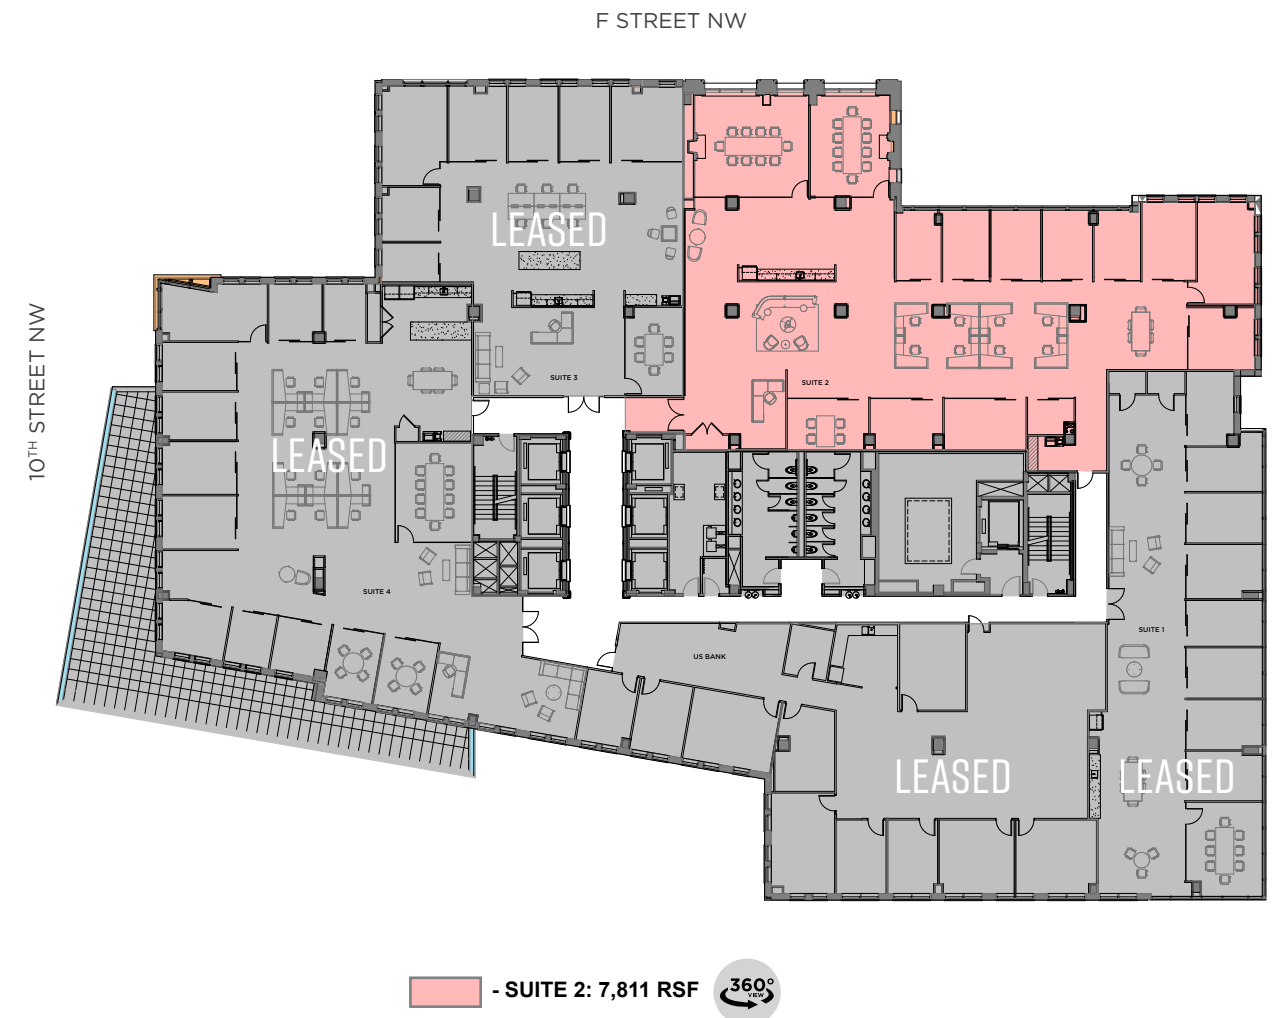 F STREET NW
10TH STREET NW
LEASED
SUITE 3
SUITE 2
LEASED
SUITE 4
SUITE 1
US BANK
LEASED
LEASED
- SUITE 2: 7,811 RSF
360°
VIEW